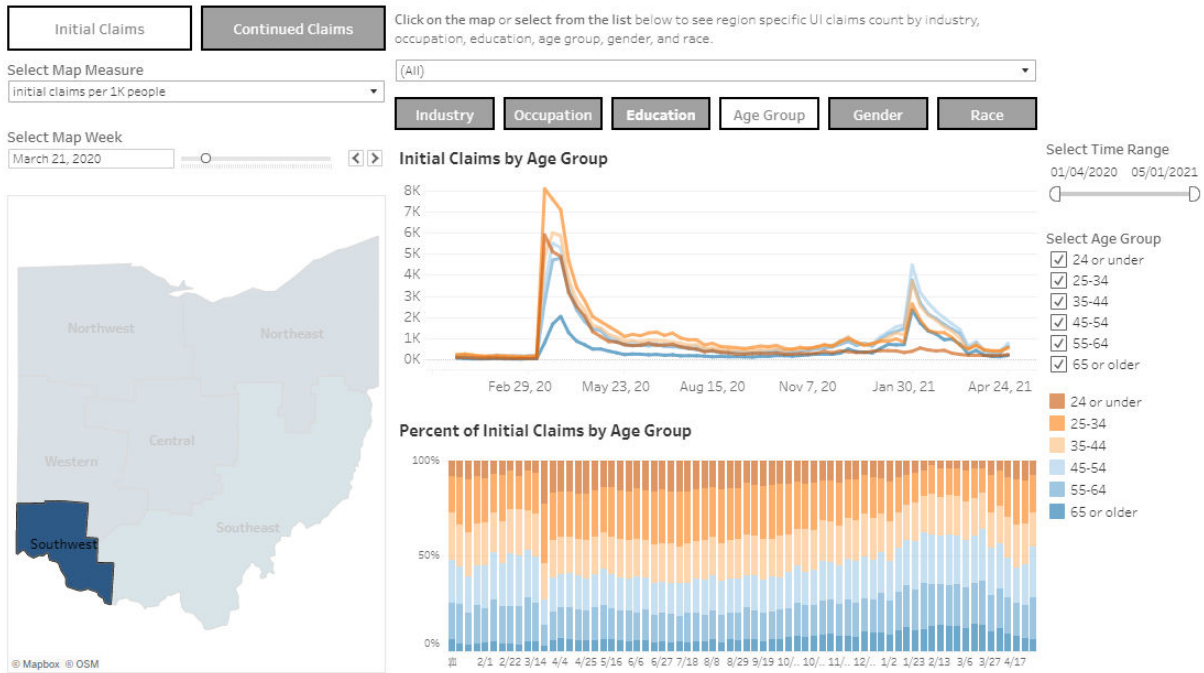 Initial Claims
Continued Claims
Click on the map or select from the list below to see region specific UI claims count by industry,
occupation, education, age group, gender, and race.
Select Map Measure
initial claims per 1K people
(All)
Industry
Occupation
Education
Age Group
Gender
Race
Select Map Week
March 21, 2020
Initial Claims by Age Group
8K
7K
6K
5K
4K
3K
2K
1K
0K
Feb 29, 20
May 23, 20
Aug 15, 20
Nov 7, 20
Jan 30, 21
Apr 24, 21
Select Time Range
01/04/2020 05/01/2021
Select Age Group
24 or under
25-34
35-44
45-54
55-64
65 or older
24 or under
25-34
35-44
45-54
55-64
65 or older
Northwest
Northeast
Central
Western
Southeast
Southwest
© Mapbox © OSM
Percent of Initial Claims by Age Group
100%
50%
0%
2/1 2/22 3/14 4/4 4/25 5/16 6/6 6/27 7/18 8/8 8/29 9/19 10/.. 10/.. 11/.. 12/.. 1/2 1/23 2/13 3/6 3/27 4/17